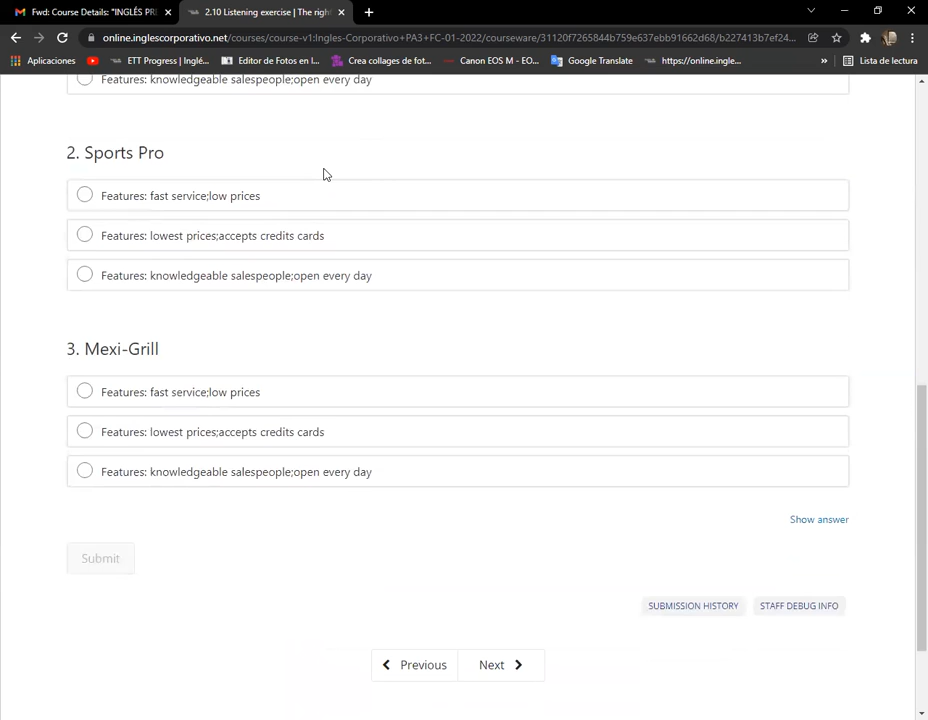 Fwd: Course Details: "INGLÉS PR
2.10 Listening exercise | The righ
online.inglescorporativo.net/courses/course-v1:Ingles-Corporativo+PA3+FC-01-2022/courseware/31120f7265844b759e637ebb91662d68/b227413b7ef24...
Aplicaciones
ETT Progress | Inglé...
Editor de Fotos en l...
Crea collages de fot...
Canon EOS M - EO...
Google Translate
https://online.ingle...
»
Lista de lectura
Features: knowledgeable salespeople;open every day
2. Sports Pro
Features: fast service;low prices
Features: lowest prices;accepts credits cards
Features: knowledgeable salespeople;open every day
3. Mexi-Grill
Features: fast service;low prices
Features: lowest prices;accepts credits cards
Features: knowledgeable salespeople;open every day
Show answer
Submit
SUBMISSION HISTORY
STAFF DEBUG INFO
Previous
Next